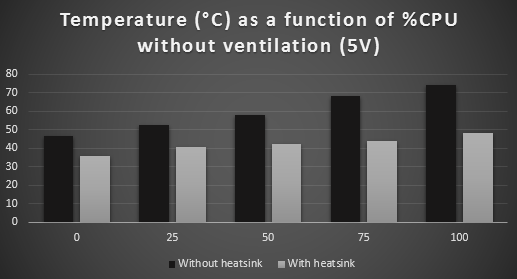 Temperature (°C) as a function of %CPU
without ventilation (5V)
80
70
60
50
40
30
20
10
0
0 25 50 75 100
Without heatsink With heatsink